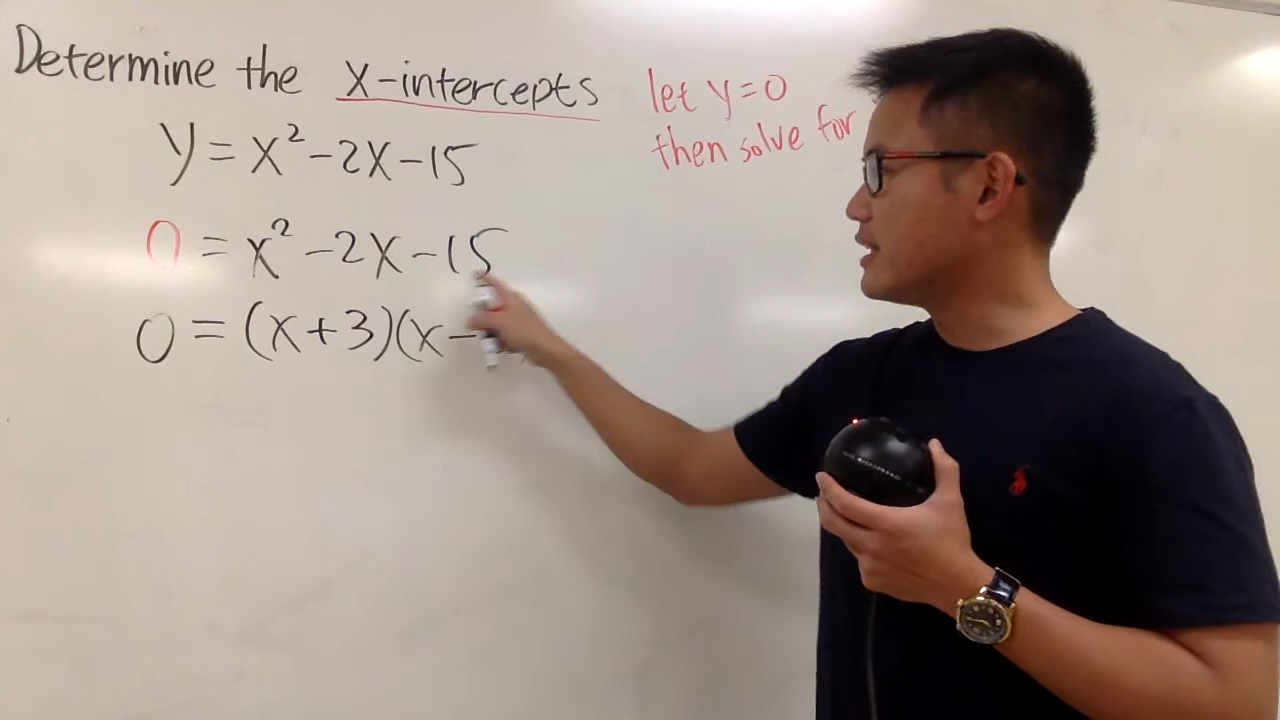 Determine the x-intercepts
let y=0
then solve for
y = x² - 2x - 15
0 = x² - 2x - 15
0 = (x+3)(x-